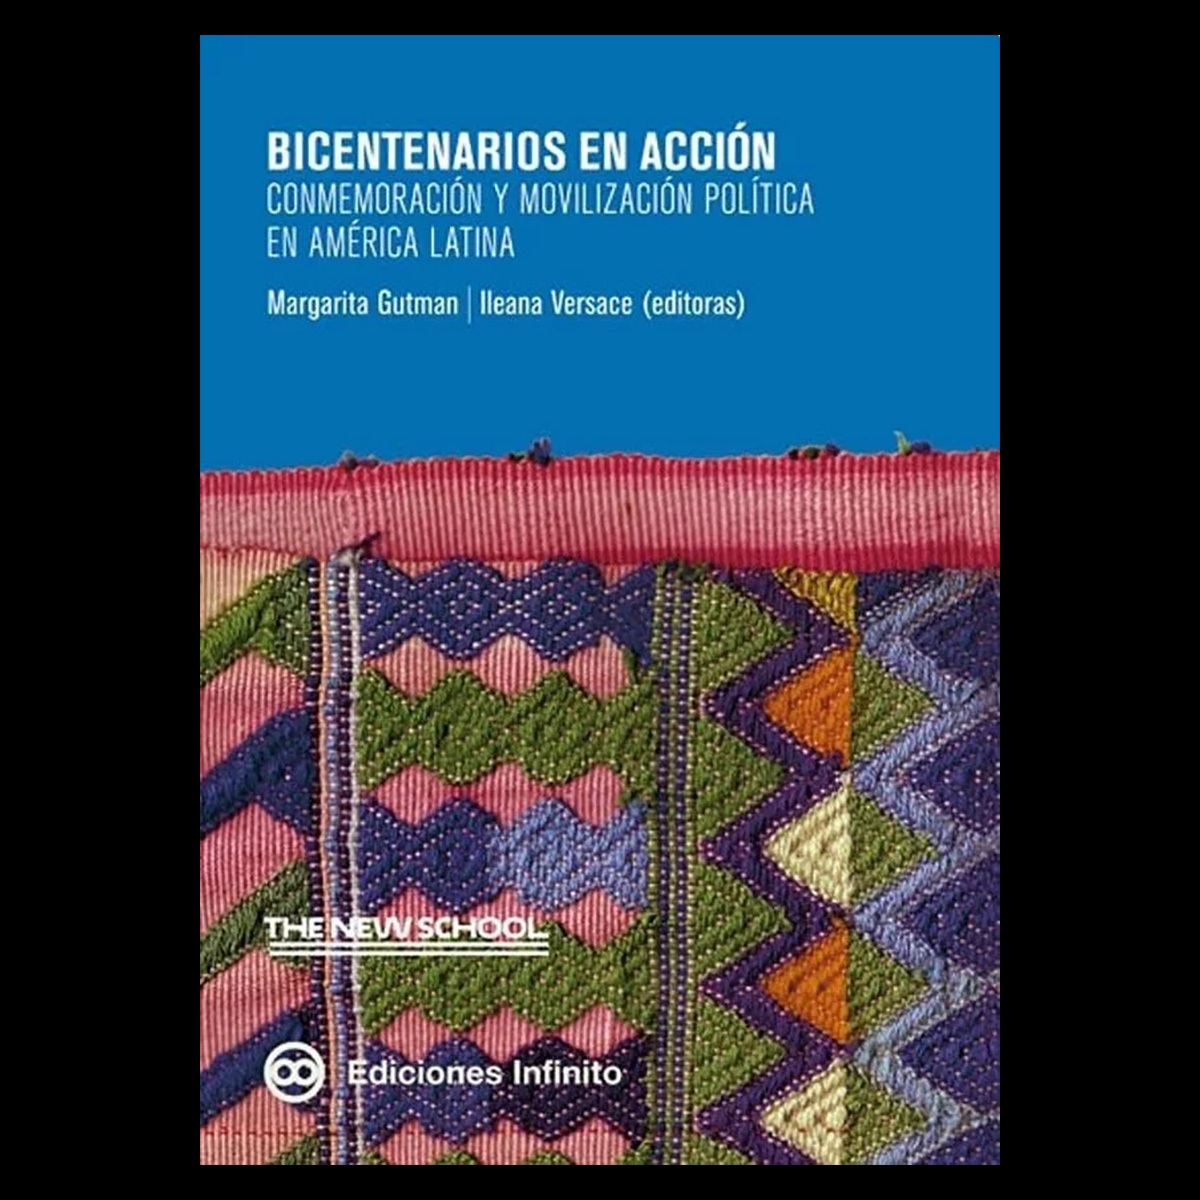 BICENTENARIOS EN ACCIÓN
CONMEMORACIÓN Y MOVILIZACIÓN POLÍTICA
EN AMÉRICA LATINA
Margarita Gutman | Ileana Versace (editoras)
THE NEW SCHOOL
Ediciones Infinito